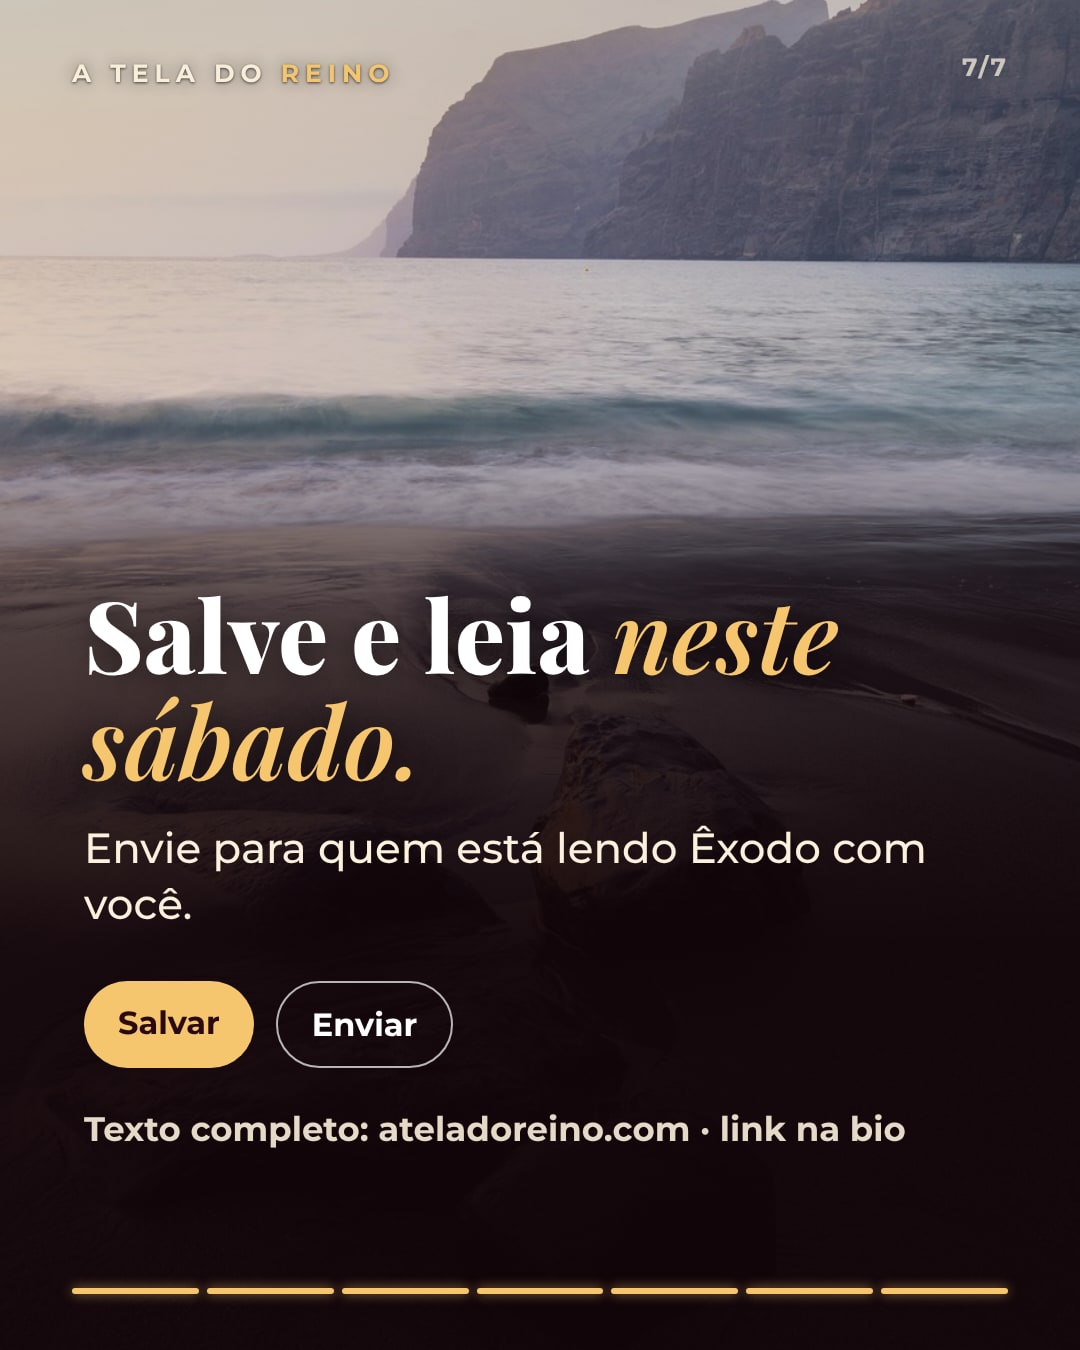 A TELA DO REINO
7/7
Salve e leia neste
sábado.
Envie para quem está lendo Êxodo com
você.
Salvar
Enviar
Texto completo: ateladoreino.com · link na bio